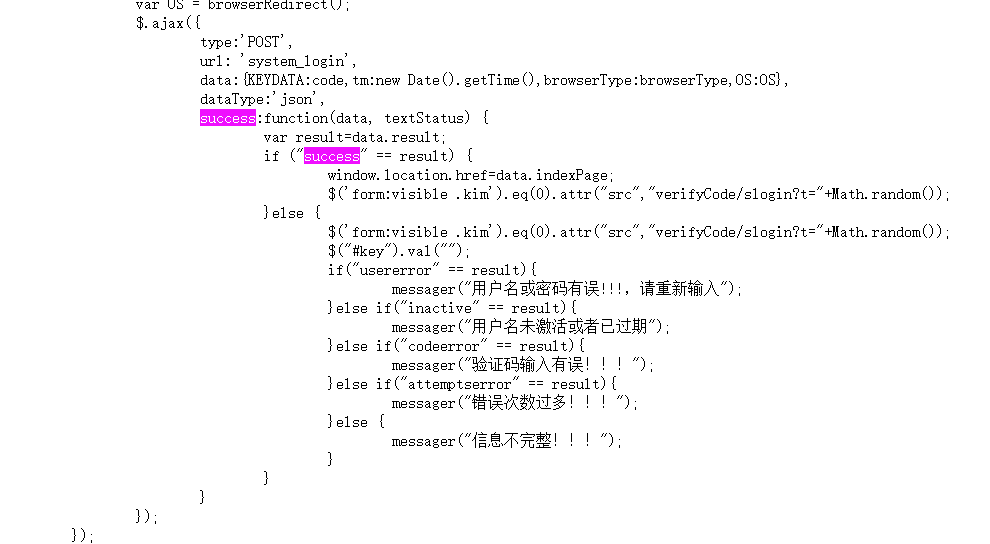 var OS = browserRedirect();
$.ajax({
type:'POST',
url: 'system_login',
data:{KEYDATA:code,tm:new Date().getTime(),browserType:browserType,OS:OS},
dataType:'json',
success:function(data, textStatus) {
var result=data.result;
if ("success" == result) {
window.location.href=data.indexPage;
$('form:visible .kim').eq(0).attr("src","verifyCode/slogin?t="+Math.random());
}else {
$('form:visible .kim').eq(0).attr("src","verifyCode/slogin?t="+Math.random());
$("#key").val("");
if("usererror" == result){
messager("用户名或密码有误!!!，请重新输入");
}else if("inactive" == result){
messager("用户名未激活或者已过期");
}else if("codeerror" == result){
messager("验证码输入有误！！！");
}else if("attemptserror" == result){
messager("错误次数过多！！！");
}else {
messager("信息不完整！！！");
}
}
}
});
});